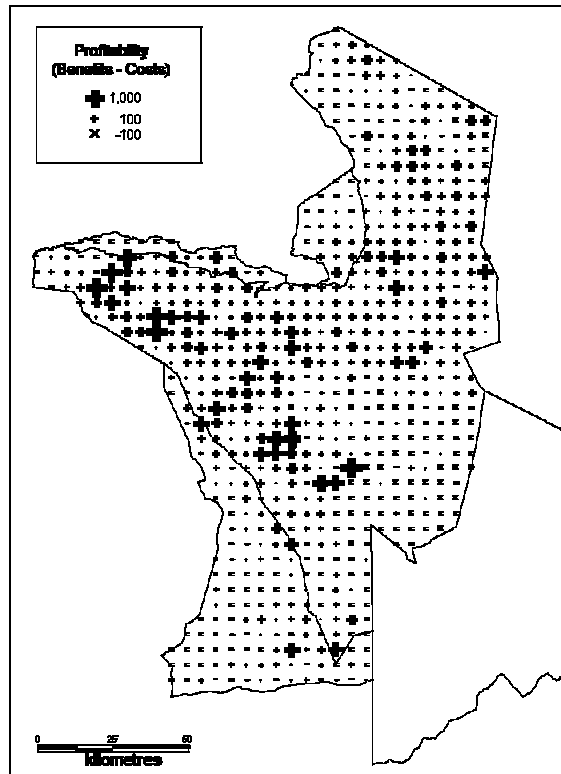 Profitability
(Benefits - Costs)
1,000
100
-100
0 25 50
kilometres